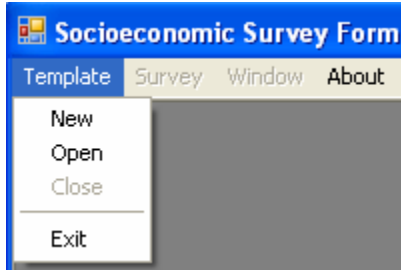 Socioeconomic Survey Form
Template Survey Window About
New
Open
Close
Exit